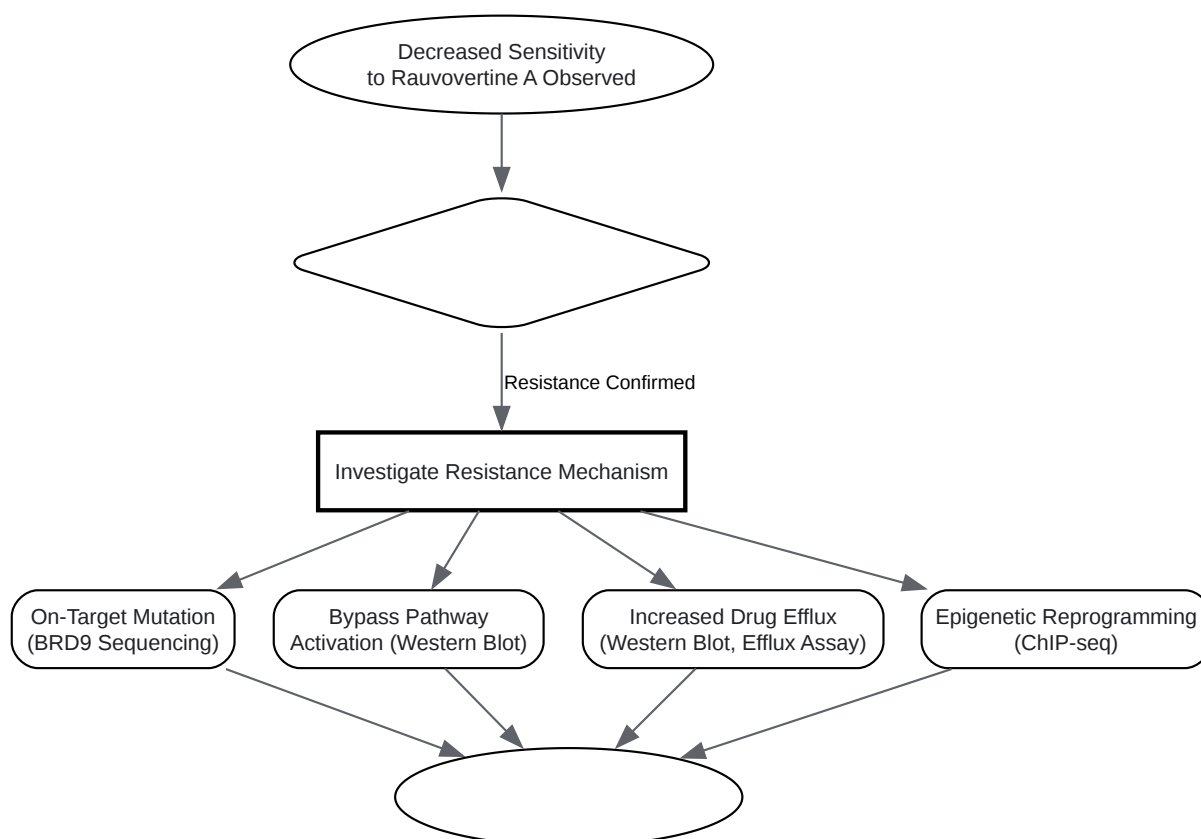 Decreased Sensitivity
to Rauvovertine A Observed
Resistance Confirmed
Investigate Resistance Mechanism
On-Target Mutation
(BRD9 Sequencing)
Bypass Pathway
Activation (Western Blot)
Increased Drug Efflux
(Western Blot, Efflux Assay)
Epigenetic Reprogramming
(ChIP-seq)